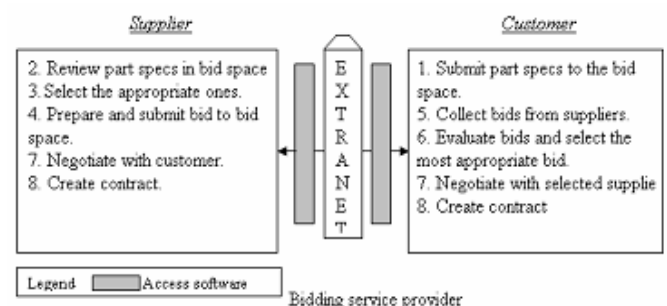 Supplier
2. Review part specs in bid space
3. Select the appropriate ones.
4. Prepare and submit bid to bid
space.
7. Negotiate with customer.
8. Create contract.
E
X
T
R
A
N
E
T
Customer
1. Submit part specs to the bid
space.
5. Collect bids from suppliers.
6. Evaluate bids and select the
most appropriate bid.
7. Negotiate with selected supplie
8. Create contract
Legend Access software
Bidding service provider